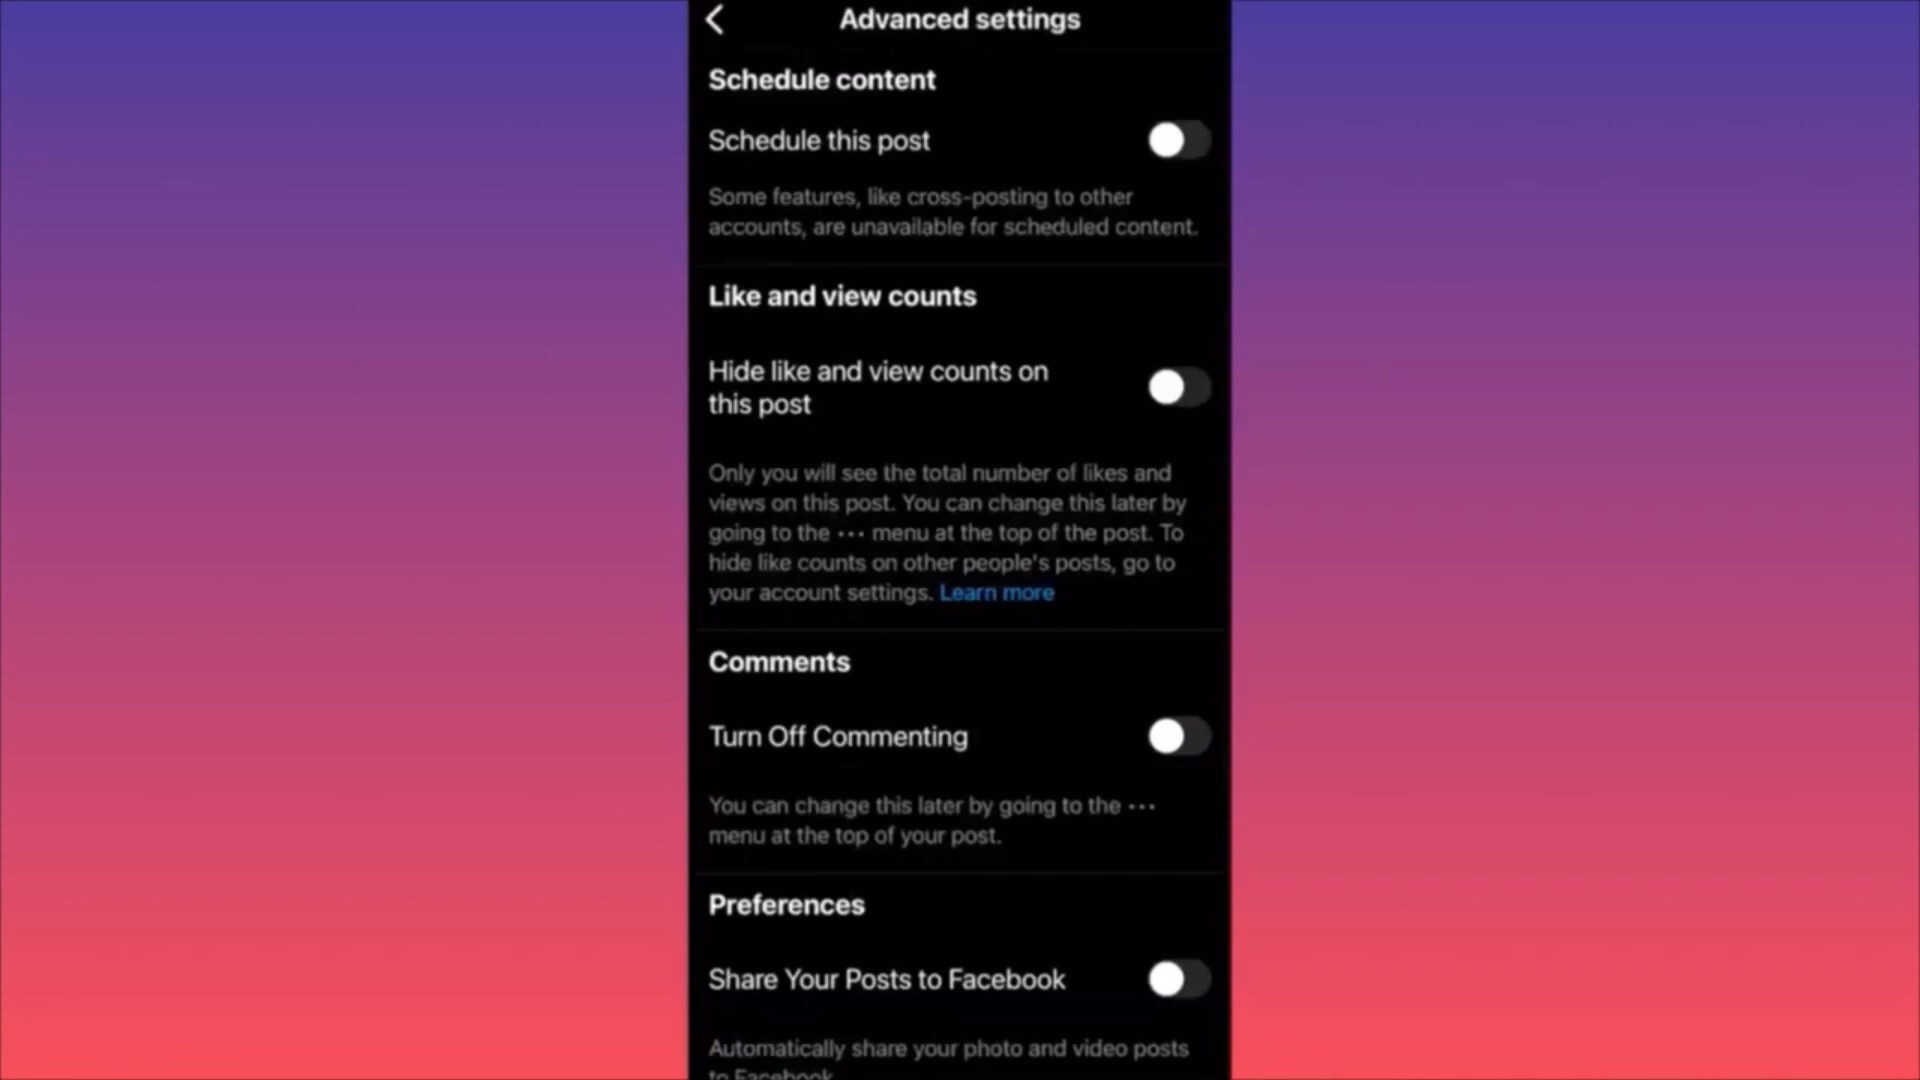 Advanced settings
Schedule content
Schedule this post
Some features, like cross-posting to other
accounts, are unavailable for scheduled content.
Like and view counts
Hide like and view counts on
this post
Only you will see the total number of likes and
views on this post. You can change this later by
going to the ••• menu at the top of the post. To
hide like counts on other people's posts, go to
your account settings. Learn more
Comments
Turn Off Commenting
You can change this later by going to the •••
menu at the top of your post.
Preferences
Share Your Posts to Facebook
Automatically share your photo and video posts
to Facebook.